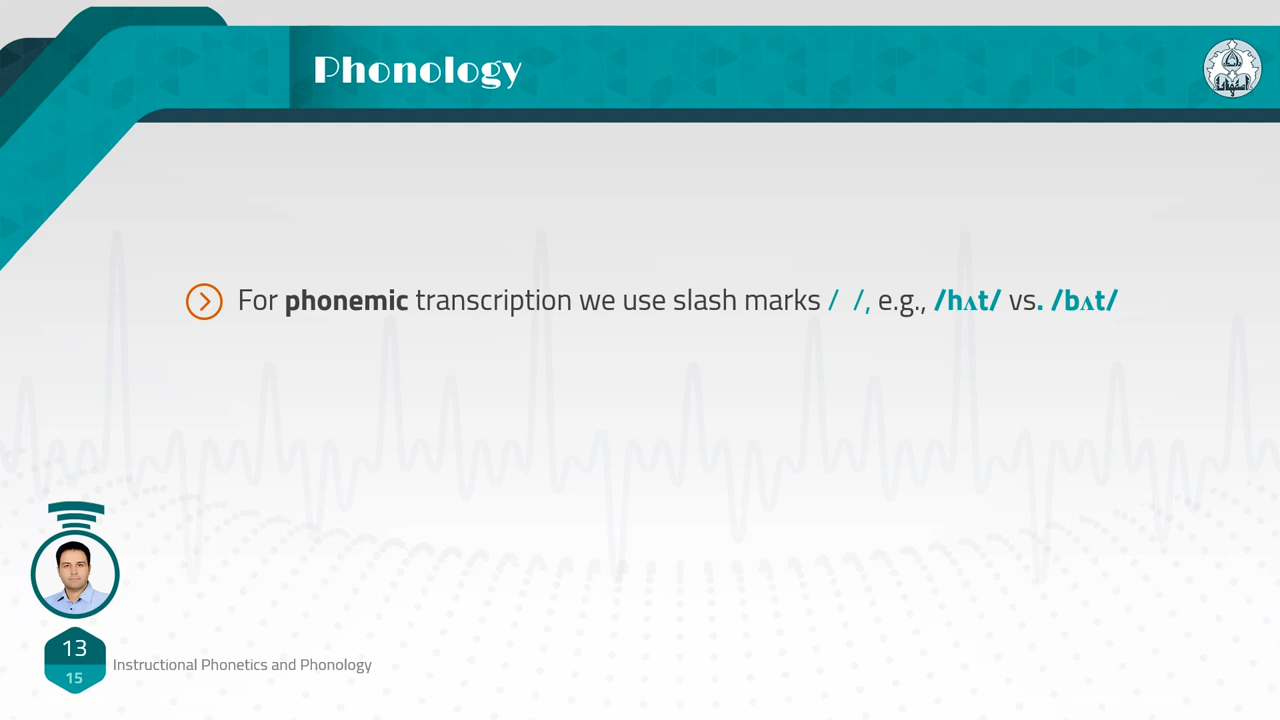 Phonology
For phonemic transcription we use slash marks / /, e.g., /hʌt/ vs. /bʌt/
13
15
Instructional Phonetics and Phonology